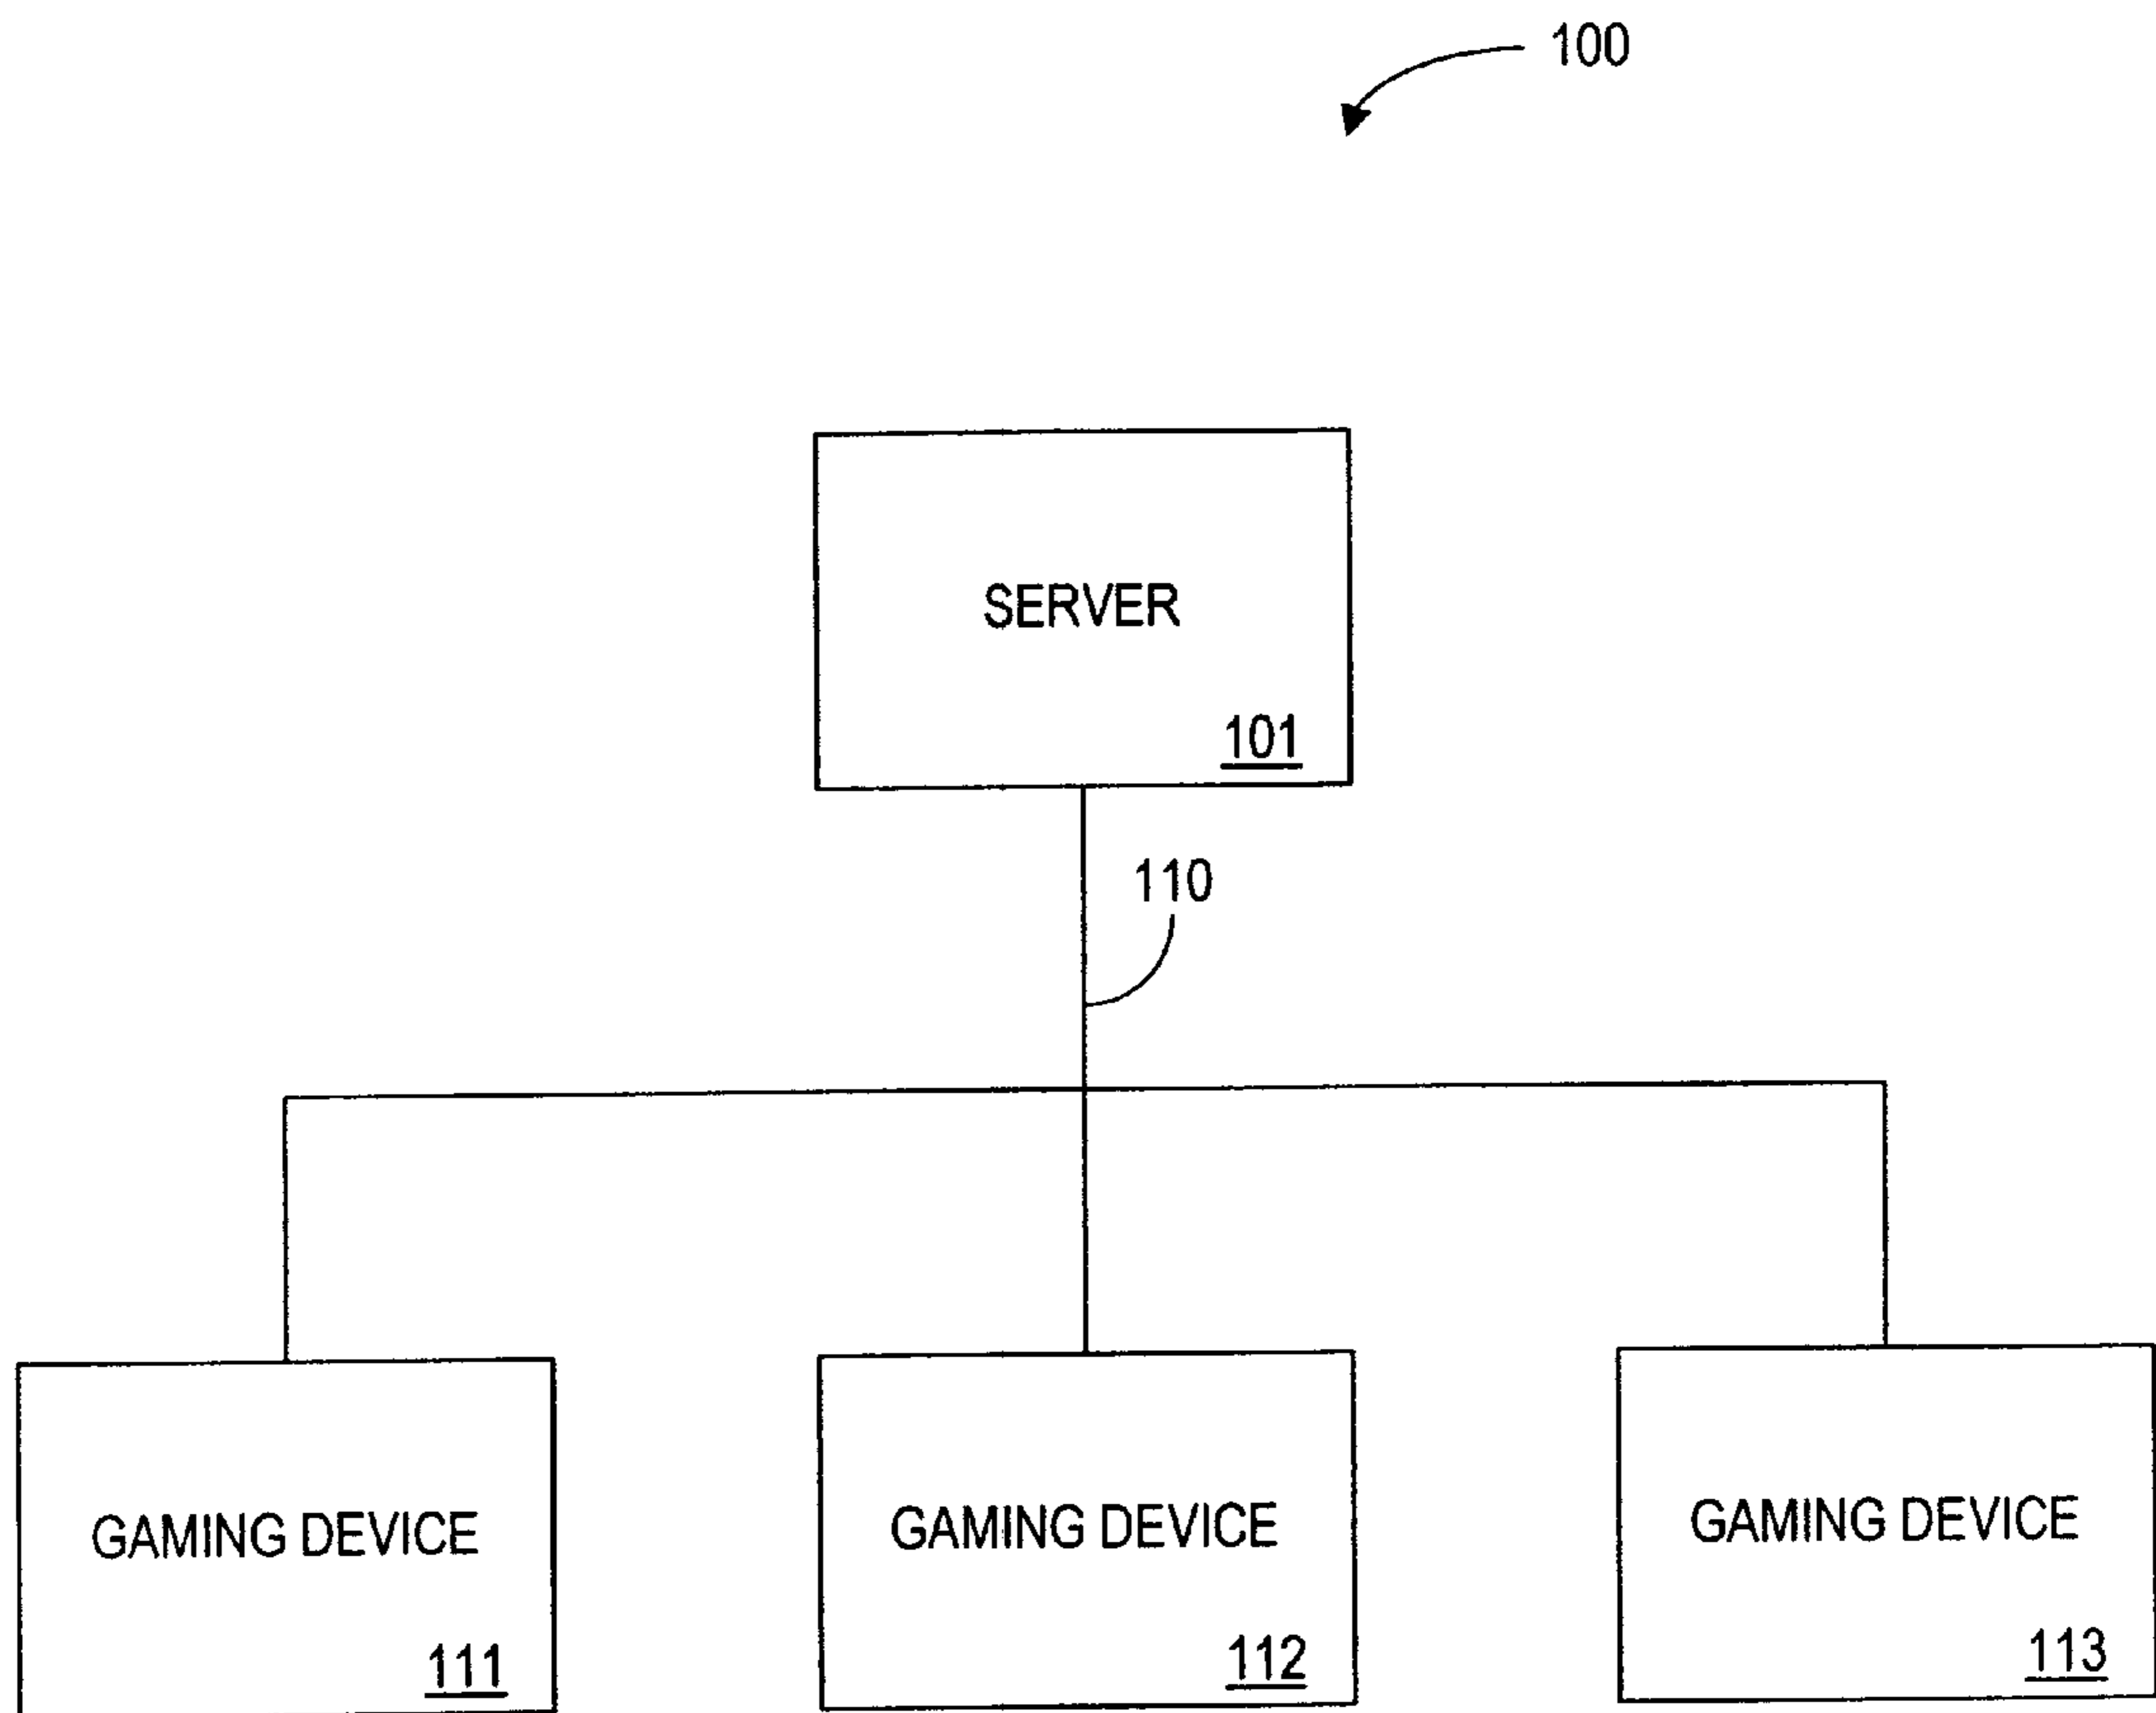 100
SERVER
101
110
GAMING DEVICE
111
GAMING DEVICE
112
GAMING DEVICE
113